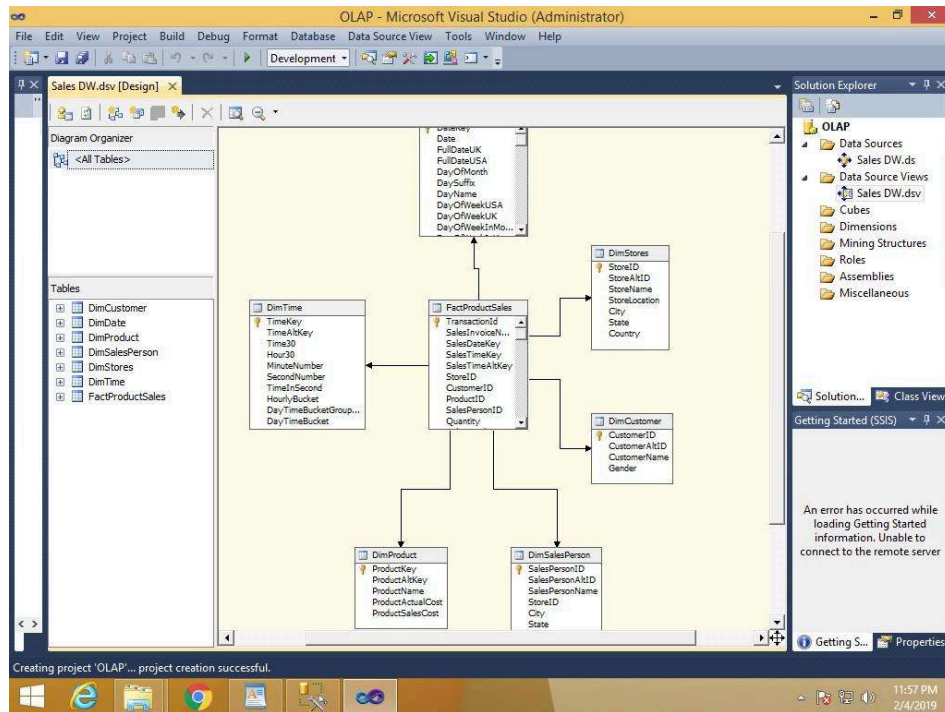 OLAP - Microsoft Visual Studio (Administrator)
File Edit View Project Build Debug Format Database Data Source View Tools Window Help
Development
Sales DW.dsv [Design]
Diagram Organizer
<All Tables>
Tables
DimCustomer
DimDate
DimProduct
DimSalesPerson
DimStores
DimTime
FactProductSales
DateKey
Date
FullDateUK
FullDateUSA
DayOfMonth
DaySuffix
DayName
DayOfWeekUSA
DayOfWeekUK
DayOfWeekInMo...
DimTime
TimeKey
TimeAltKey
Time30
Hour30
MinuteNumber
SecondNumber
TimeInSecond
HourlyBucket
DayTimeBucketGroup...
DayTimeBucket
FactProductSales
TransactionId
SalesInvoiceN...
SalesDateKey
SalesTimeKey
SalesTimeAltKey
StoreID
CustomerID
ProductID
SalesPersonID
Quantity
DimStores
StoreID
StoreAltID
StoreName
StoreLocation
City
State
Country
DimCustomer
CustomerID
CustomerAltID
CustomerName
Gender
DimProduct
ProductKey
ProductAltKey
ProductName
ProductActualCost
ProductSalesCost
DimSalesPerson
SalesPersonID
SalesPersonAltID
SalesPersonName
StoreID
City
State
Solution Explorer
OLAP
Data Sources
Sales DW.ds
Data Source Views
Sales DW.dsv
Cubes
Dimensions
Mining Structures
Roles
Assemblies
Miscellaneous
Solution... Class View
Getting Started (SSIS)
An error has occurred while
loading Getting Started
information. Unable to
connect to the remote server
Getting S... Properties
Creating project 'OLAP'... project creation successful.
11:57 PM
2/4/2019